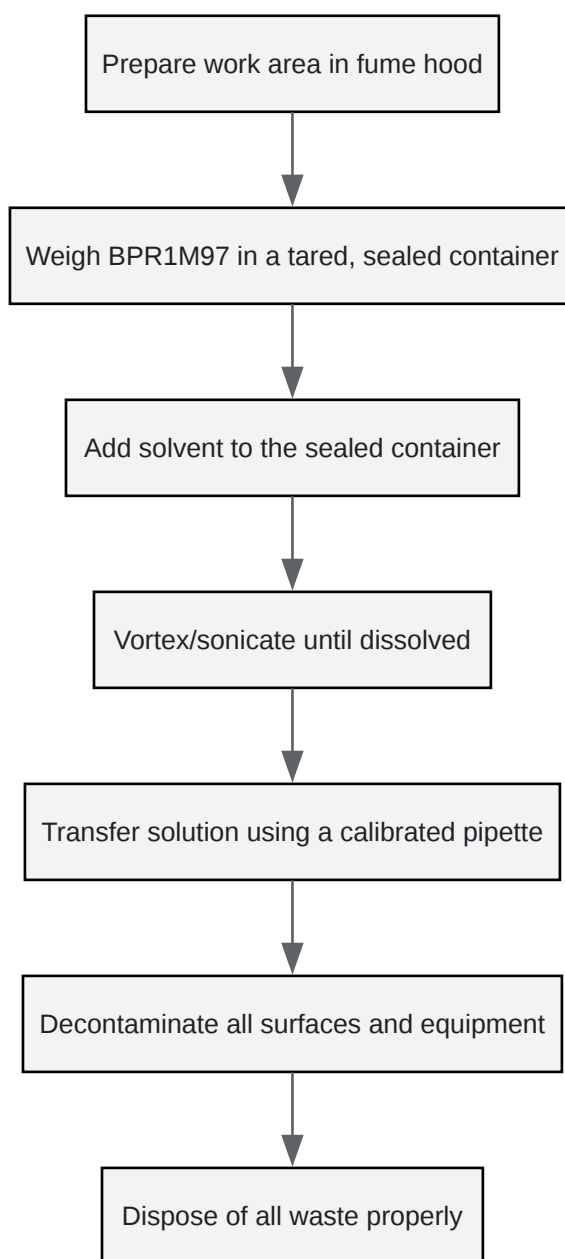 Prepare work area in fume hood
Weigh BPR1M97 in a tared, sealed container
Add solvent to the sealed container
Vortex/sonicate until dissolved
Transfer solution using a calibrated pipette
Decontaminate all surfaces and equipment
Dispose of all waste properly